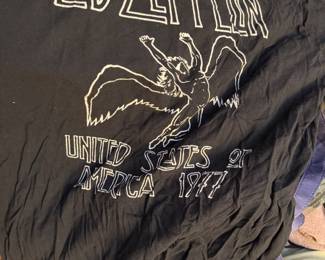 LED ZEPPELIN
UNITED STATES OF
AMERICA 1977